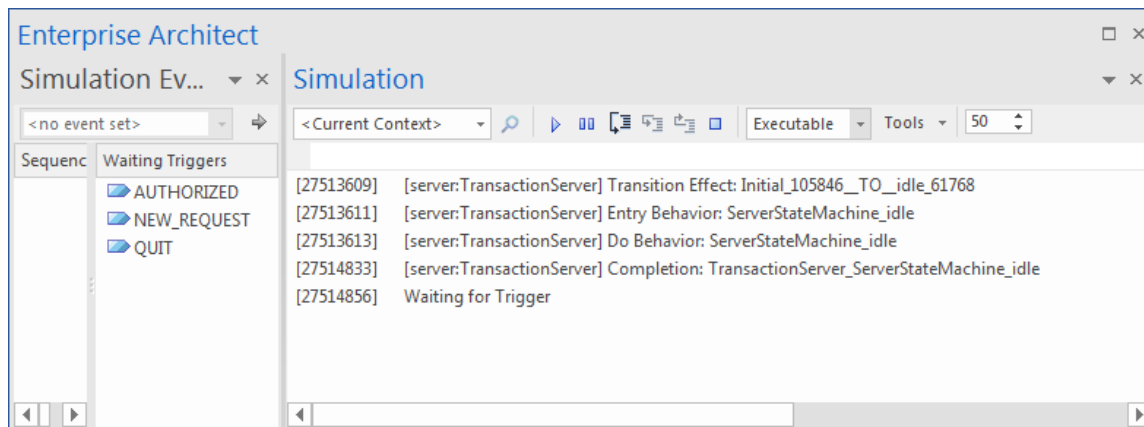 Enterprise Architect
Simulation Ev...
<no event set>
Sequenc
Waiting Triggers
AUTHORIZED
NEW_REQUEST
QUIT
Simulation
<Current Context>
Executable
Tools
50
[27513609] [server:TransactionServer] Transition Effect: Initial_105846__TO__idle_61768
[27513611] [server:TransactionServer] Entry Behavior: ServerStateMachine_idle
[27513613] [server:TransactionServer] Do Behavior: ServerStateMachine_idle
[27514833] [server:TransactionServer] Completion: TransactionServer_ServerStateMachine_idle
[27514856] Waiting for Trigger